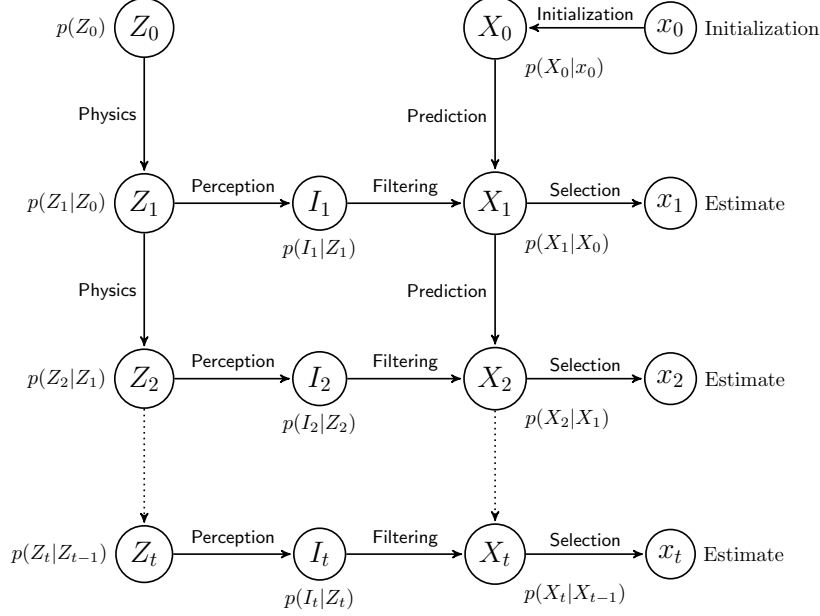 p(Z_0) Z_0 X_0 Initialization x_0 Initialization
p(X_0|x_0)
Physics Prediction
p(Z_1|Z_0) Z_1 Perception I_1 Filtering X_1 Selection x_1 Estimate
p(I_1|Z_1) p(X_1|X_0)
Physics Prediction
p(Z_2|Z_1) Z_2 Perception I_2 Filtering X_2 Selection x_2 Estimate
p(I_2|Z_2) p(X_2|X_1)
p(Z_t|Z_{t−1}) Z_t Perception I_t Filtering X_t Selection x_t Estimate
p(I_t|Z_t) p(X_t|X_{t−1})